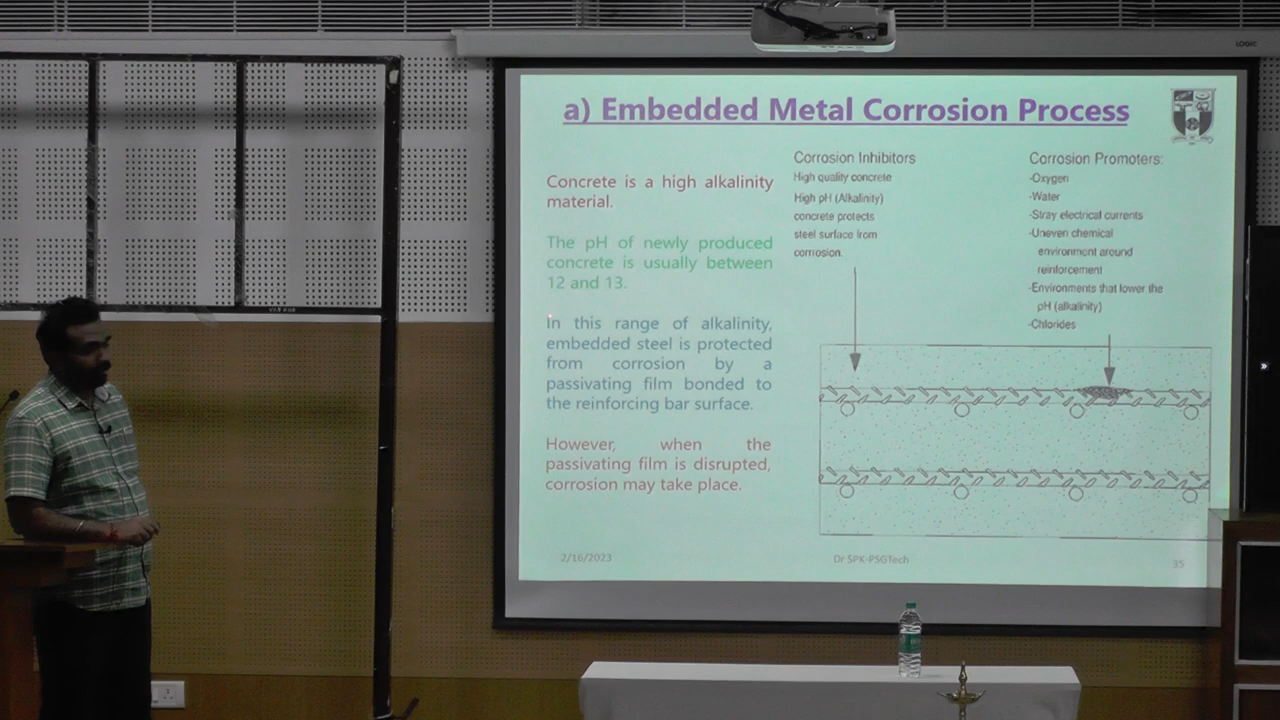 LOGIC
a) Embedded Metal Corrosion Process
Concrete is a high alkalinity
material.
The pH of newly produced
concrete is usually between
12 and 13.
In this range of alkalinity,
embedded steel is protected
from corrosion by a
passivating film bonded to
the reinforcing bar surface.
However, when the
passivating film is disrupted,
corrosion may take place.
Corrosion Inhibitors
High quality concrete
High pH (Alkalinity)
concrete protects
steel surface from
corrosion.
Corrosion Promoters:
-Oxygen
-Water
-Stray electrical currents
-Uneven chemical
environment around
reinforcement
-Environments that lower the
pH (alkalinity)
-Chlorides
2/16/2023
Dr SPK-PSGTech
35